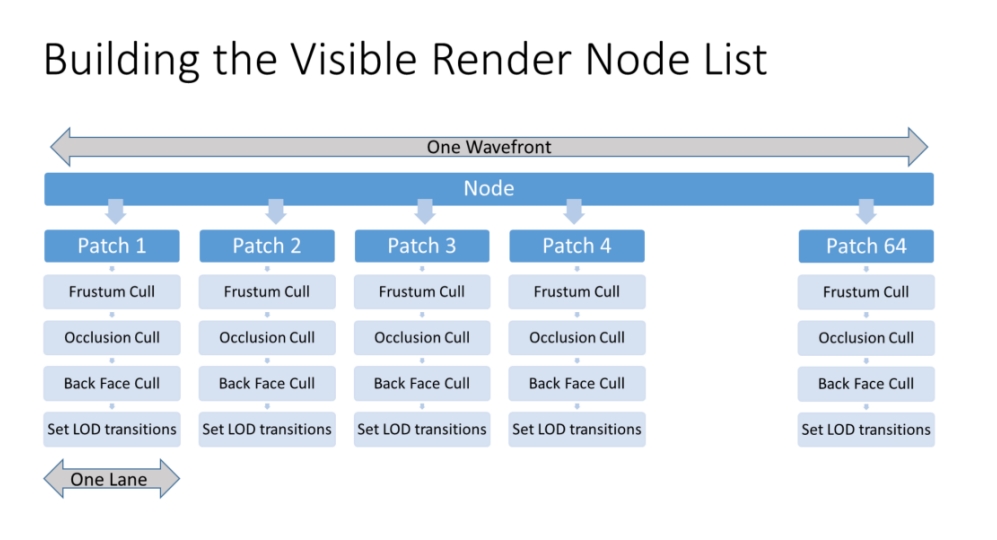 Building the Visible Render Node List
One Wavefront
Node
Patch 1
Patch 2
Patch 3
Patch 4
Patch 64
Frustum Cull
Frustum Cull
Frustum Cull
Frustum Cull
Frustum Cull
Occlusion Cull
Occlusion Cull
Occlusion Cull
Occlusion Cull
Occlusion Cull
Back Face Cull
Back Face Cull
Back Face Cull
Back Face Cull
Back Face Cull
Set LOD transitions
Set LOD transitions
Set LOD transitions
Set LOD transitions
Set LOD transitions
One Lane